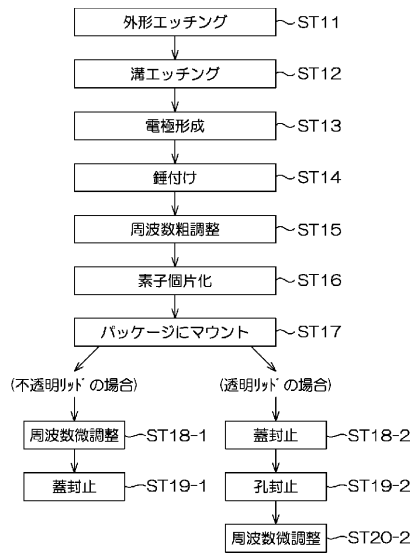 外形エッチング ST11
溝エッチング ST12
電極形成 ST13
錘付け ST14
周波数粗調整 ST15
素子個片化 ST16
パッケージにマウント ST17
(不透明ﾘｯﾄﾞの場合) (透明ﾘｯﾄﾞの場合)
周波数微調整 ST18-1 蓋封止 ST18-2
蓋封止 ST19-1 孔封止 ST19-2
周波数微調整 ST20-2